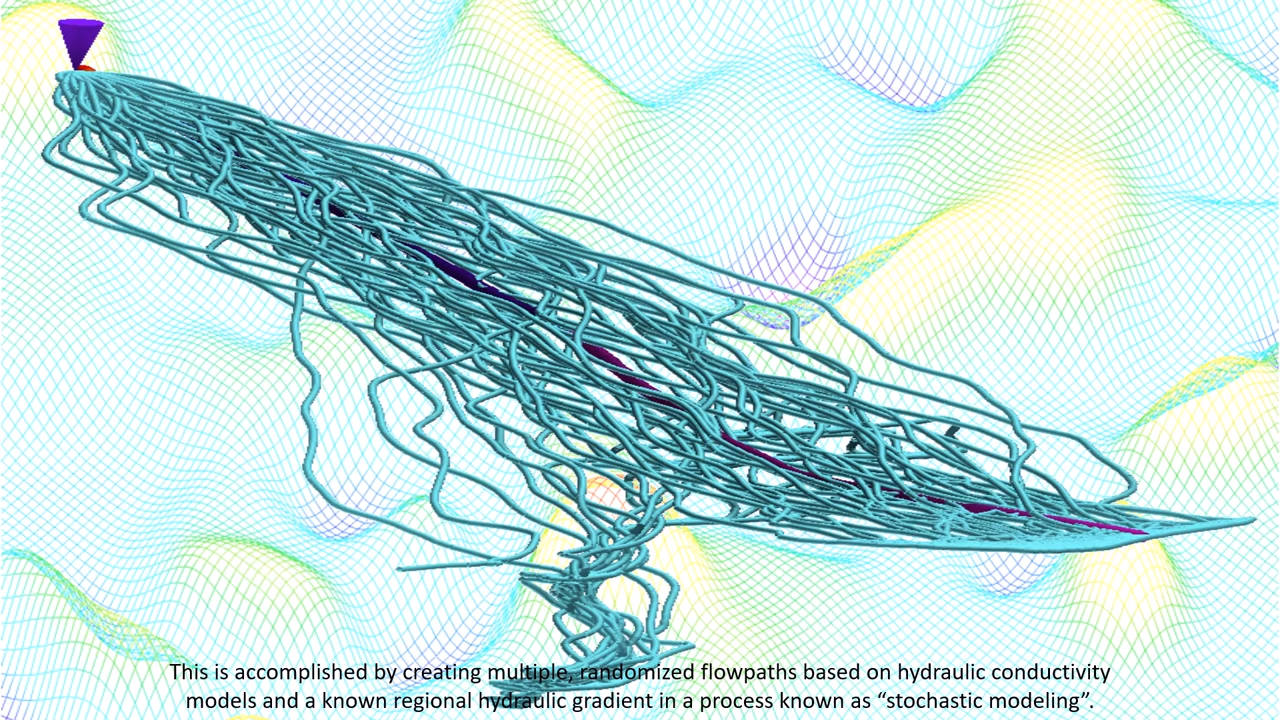 This is accomplished by creating multiple, randomized flowpaths based on hydraulic conductivity
models and a known regional hydraulic gradient in a process known as “stochastic modeling”.